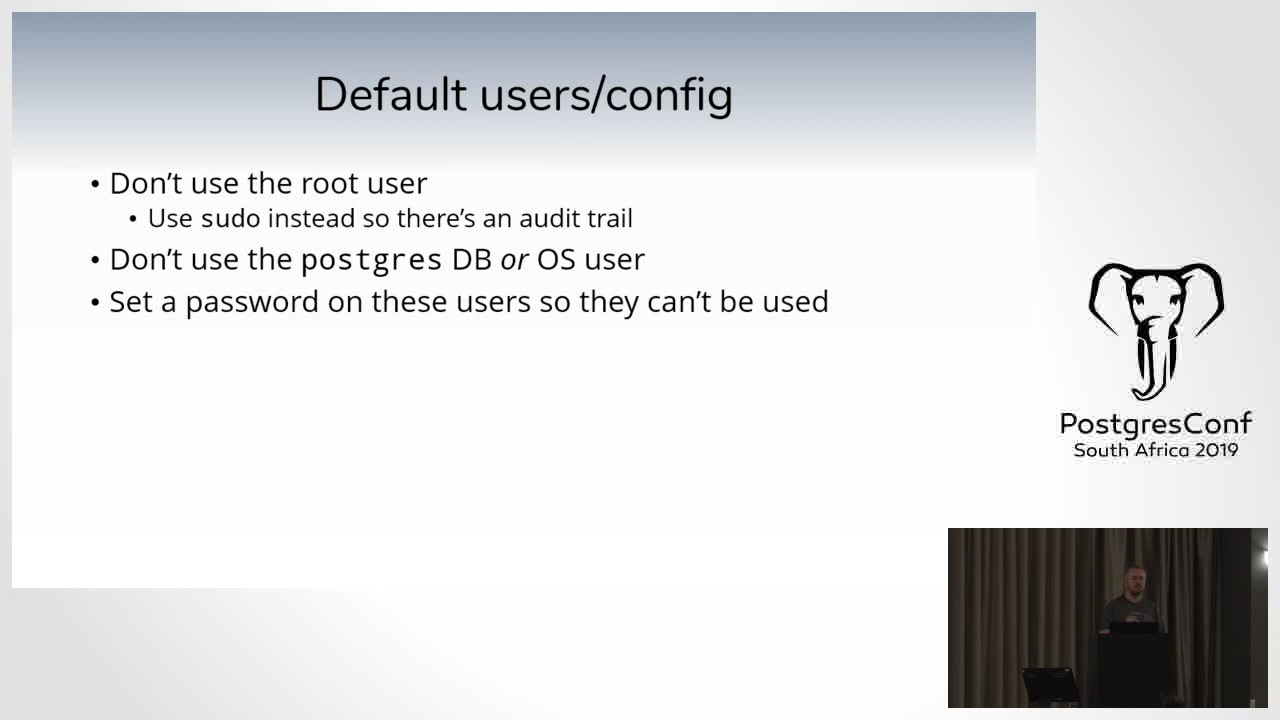 Default users/config
• Don’t use the root user
• Use sudo instead so there’s an audit trail
• Don’t use the postgres DB or OS user
• Set a password on these users so they can’t be used
PostgresConf
South Africa 2019